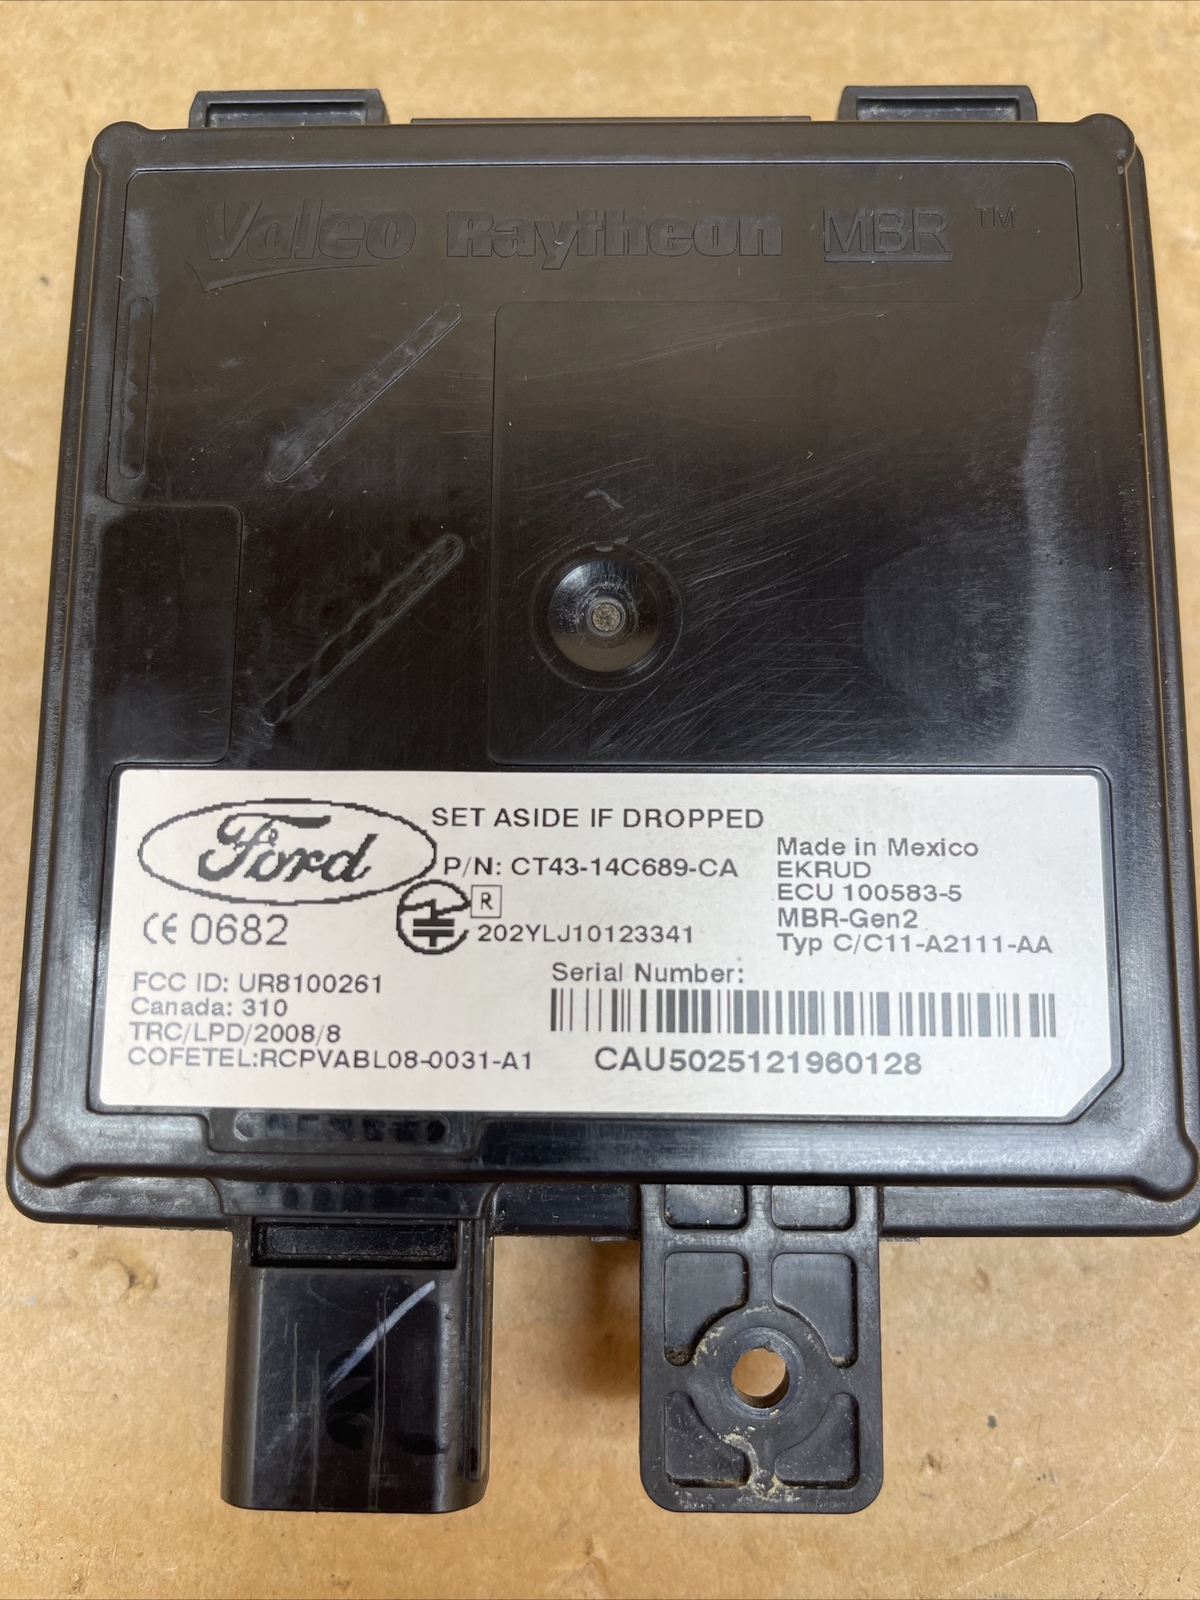 Valeo Raytheon MBR ™
Ford
SET ASIDE IF DROPPED
P/N: CT43-14C689-CA
R
202YLJ10123341
CE 0682
Made in Mexico
EKRUD
ECU 100583-5
MBR-Gen2
Typ C/C11-A2111-AA
FCC ID: UR8100261
Canada: 310
TRC/LPD/2008/8
COFETEL:RCPVABL08-0031-A1
Serial Number:
CAU5025121960128